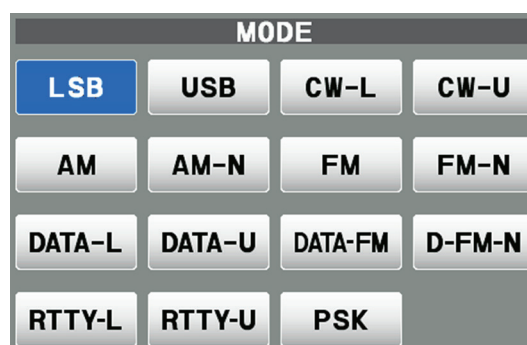 MODE
LSB USB CW-L CW-U
AM AM-N FM FM-N
DATA-L DATA-U DATA-FM D-FM-N
RTTY-L RTTY-U PSK